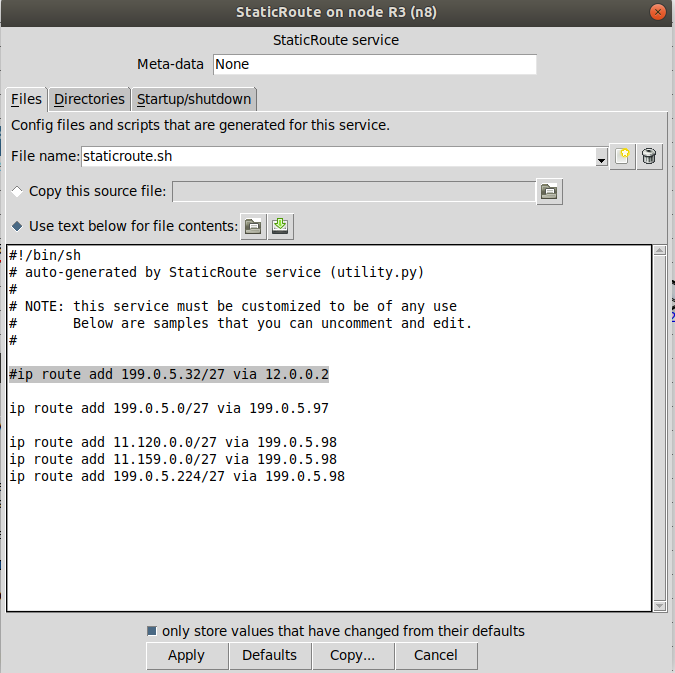 StaticRoute on node R3 (n8)
StaticRoute service
Meta-data None
Files Directories Startup/shutdown
Config files and scripts that are generated for this service.
File name: staticroute.sh
Copy this source file:
Use text below for file contents:
#!/bin/sh
# auto-generated by StaticRoute service (utility.py)
#
# NOTE: this service must be customized to be of any use
#       Below are samples that you can uncomment and edit.
#
#ip route add 199.0.5.32/27 via 12.0.0.2
ip route add 199.0.5.0/27 via 199.0.5.97
ip route add 11.120.0.0/27 via 199.0.5.98
ip route add 11.159.0.0/27 via 199.0.5.98
ip route add 199.0.5.224/27 via 199.0.5.98
only store values that have changed from their defaults
Apply Defaults Copy... Cancel